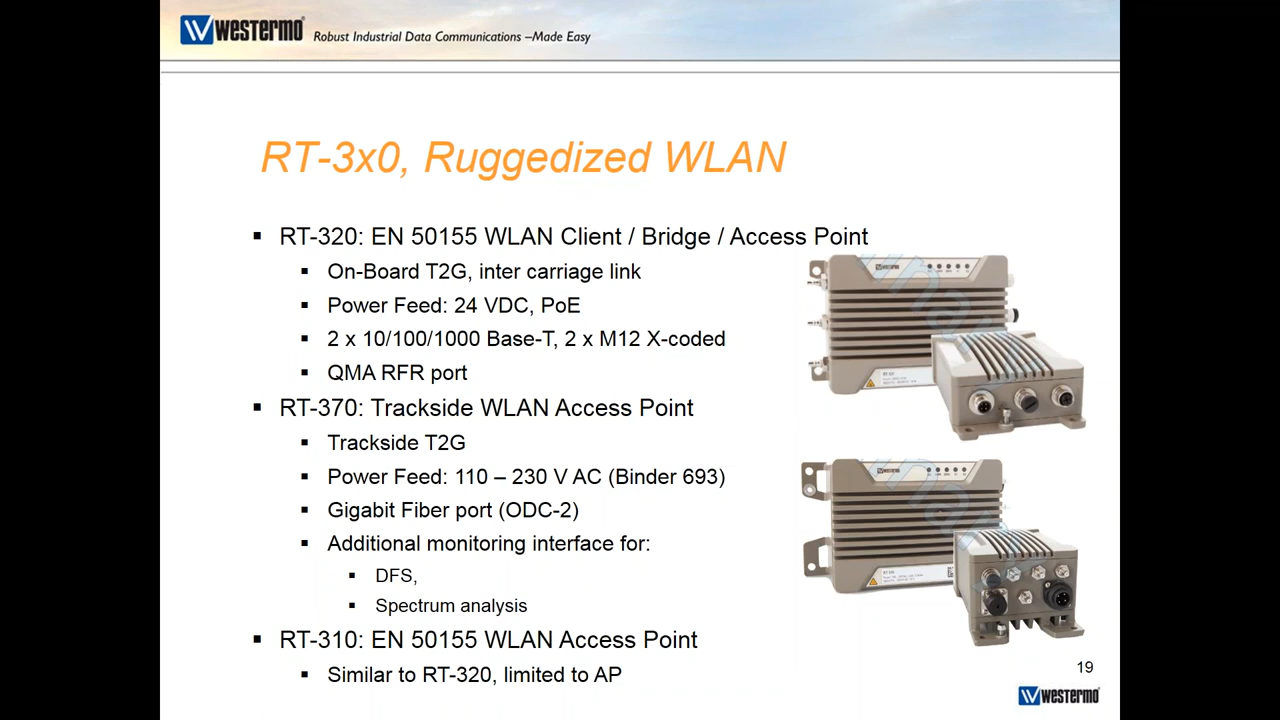 westermo
Robust Industrial Data Communications –Made Easy
RT-3x0, Ruggedized WLAN
RT-320: EN 50155 WLAN Client / Bridge / Access Point
On-Board T2G, inter carriage link
Power Feed: 24 VDC, PoE
2 x 10/100/1000 Base-T, 2 x M12 X-coded
QMA RFR port
RT-370: Trackside WLAN Access Point
Trackside T2G
Power Feed: 110 – 230 V AC (Binder 693)
Gigabit Fiber port (ODC-2)
Additional monitoring interface for:
DFS,
Spectrum analysis
RT-310: EN 50155 WLAN Access Point
Similar to RT-320, limited to AP
19
westermo